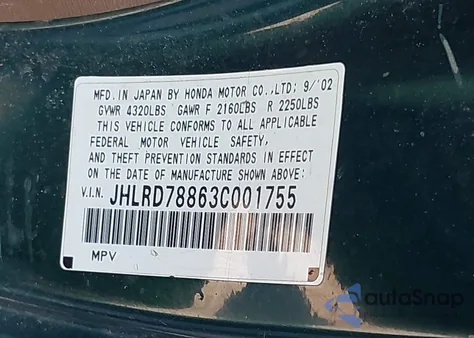 MFD. IN JAPAN BY HONDA MOTOR CO.,LTD; 9/'02
GVWR 4320LBS GAWR F 2160LBS R 2250LBS
THIS VEHICLE CONFORMS TO ALL APPLICABLE
FEDERAL MOTOR VEHICLE SAFETY,
AND THEFT PREVENTION STANDARDS IN EFFECT
ON THE DATE OF MANUFACTURE SHOWN ABOVE:
V.I.N. JHLRD78863C001755
MPV
autoSnap